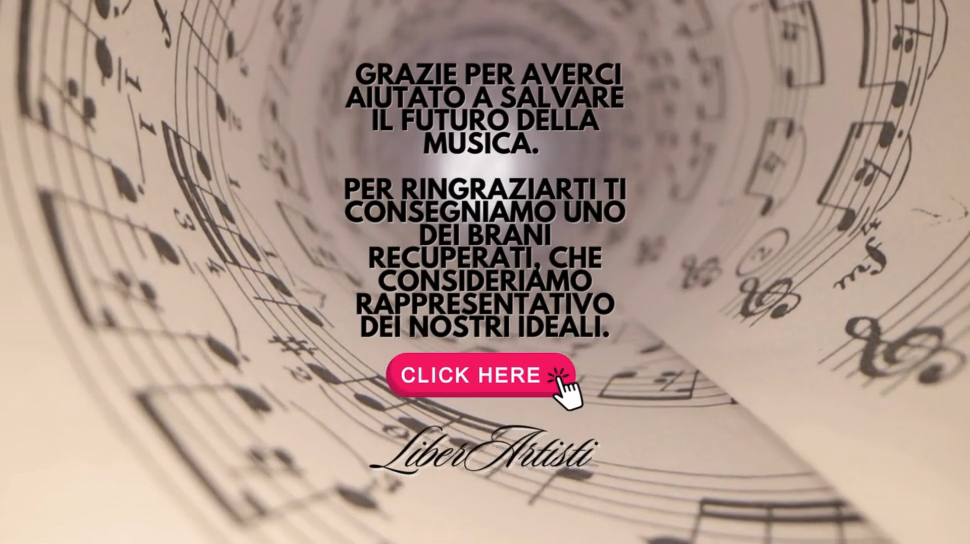 GRAZIE PER AVERCI
AIUTATO A SALVARE
IL FUTURO DELLA
MUSICA.
PER RINGRAZIARTI TI
CONSEGNIAMO UNO
DEI BRANI
RECUPERATI, CHE
CONSIDERIAMO
RAPPRESENTATIVO
DEI NOSTRI IDEALI.
CLICK HERE
LiberArtisti